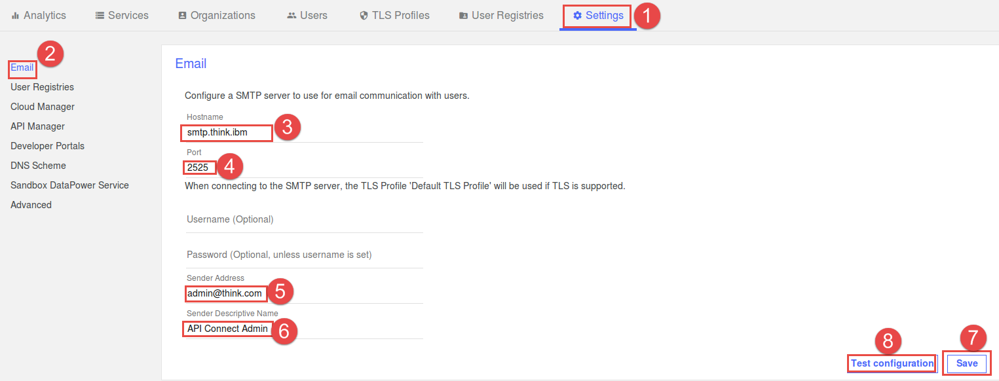 Analytics Services Organizations Users TLS Profiles User Registries Settings 1
2
Email
User Registries
Cloud Manager
API Manager
Developer Portals
DNS Scheme
Sandbox DataPower Service
Advanced
Email
Configure a SMTP server to use for email communication with users.
Hostname
smtp.think.ibm 3
Port
2525 4
When connecting to the SMTP server, the TLS Profile 'Default TLS Profile' will be used if TLS is supported.
Username (Optional)
Password (Optional, unless username is set)
Sender Address
admin@think.com 5
Sender Descriptive Name
API Connect Admin 6
8 7
Test configuration Save